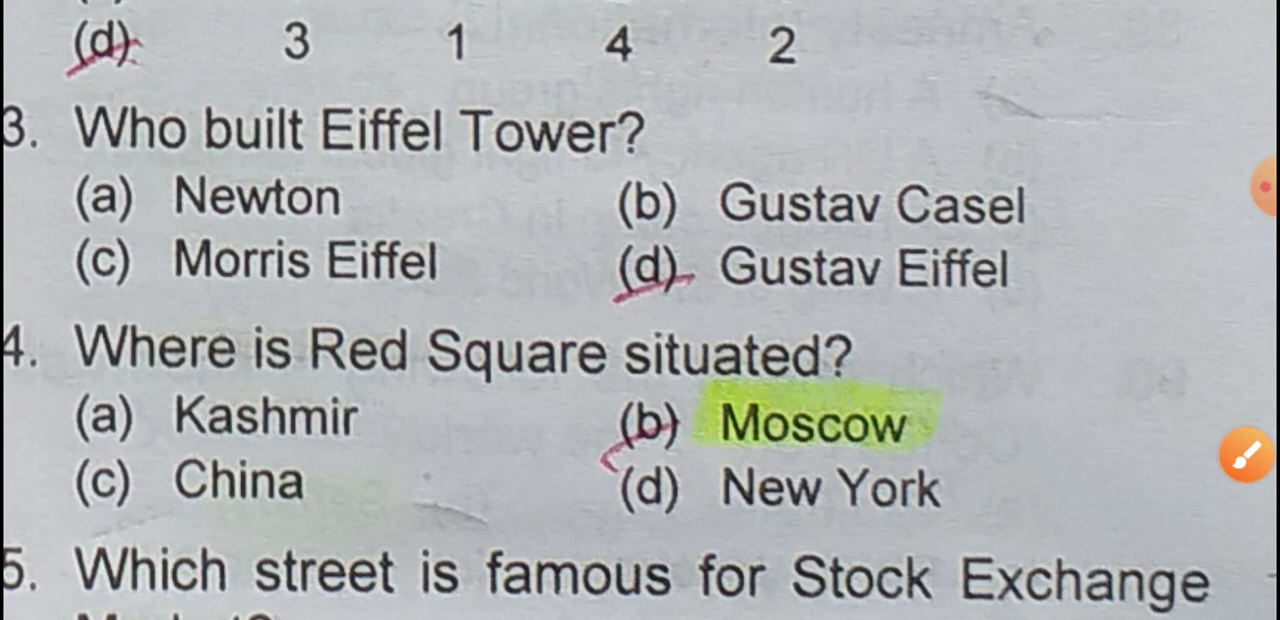 (d) 3 1 4 2
3. Who built Eiffel Tower?
(a) Newton (b) Gustav Casel
(c) Morris Eiffel (d) Gustav Eiffel
4. Where is Red Square situated?
(a) Kashmir (b) Moscow
(c) China (d) New York
5. Which street is famous for Stock Exchange